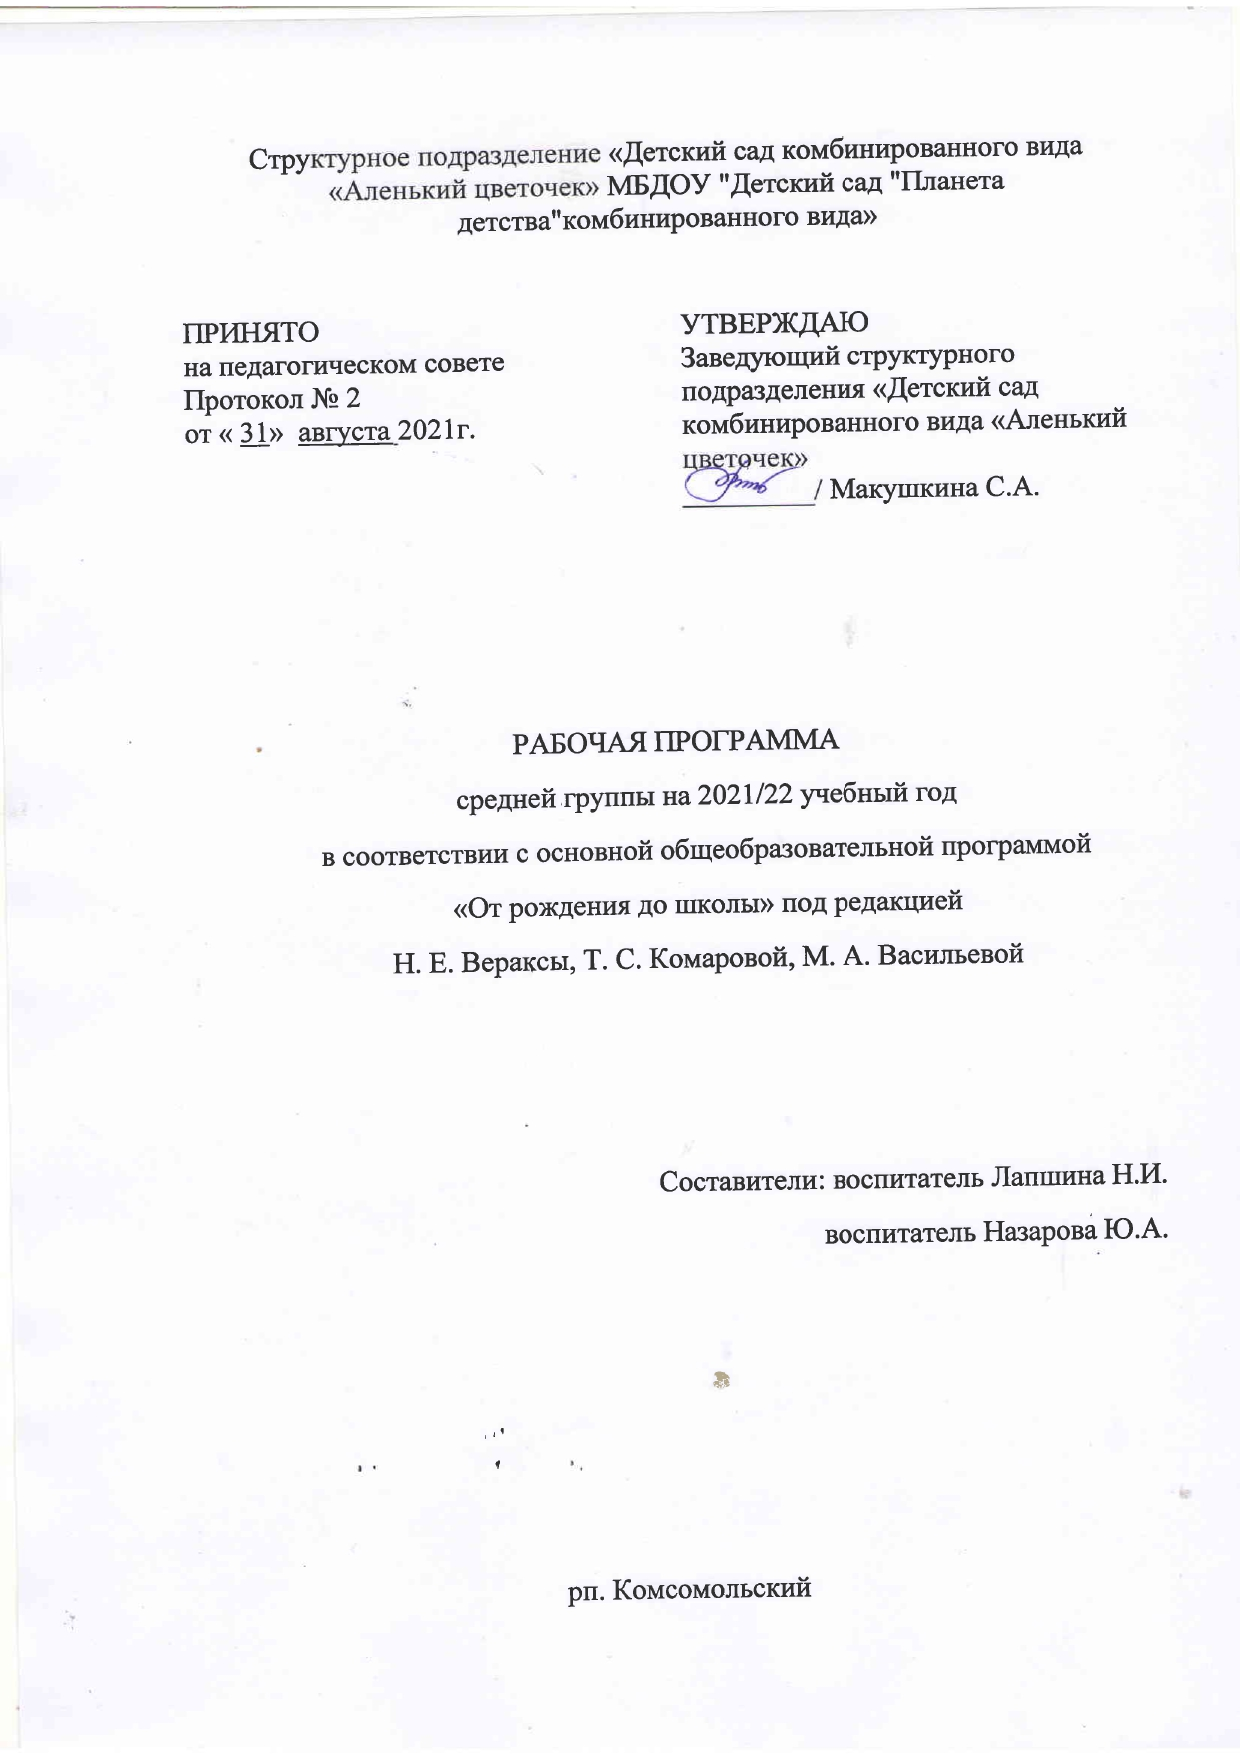 Структурное подразделение «Детский сад комбинированного вида
«Аленький цветочек» МБДОУ "Детский сад "Планета
детства"комбинированного вида»
ПРИНЯТО
на педагогическом совете
Протокол № 2
от « 31» августа 2021г.
УТВЕРЖДАЮ
Заведующий структурного
подразделения «Детский сад
комбинированного вида «Аленький
цветочек»
/ Макушкина С.А.
РАБОЧАЯ ПРОГРАММА
средней группы на 2021/22 учебный год
в соответствии с основной общеобразовательной программой
«От рождения до школы» под редакцией
Н. Е. Вераксы, Т. С. Комаровой, М. А. Васильевой
Составители: воспитатель Лапшина Н.И.
воспитатель Назарова Ю.А.
рп. Комсомольский